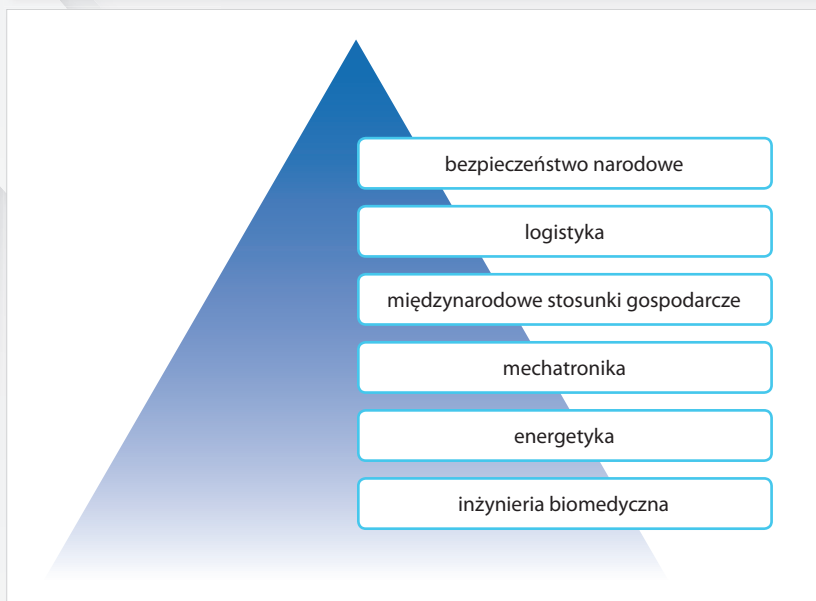 bezpieczeństwo narodowe
logistyka
międzynarodowe stosunki gospodarcze
mechatronika
energetyka
inżynieria biomedyczna